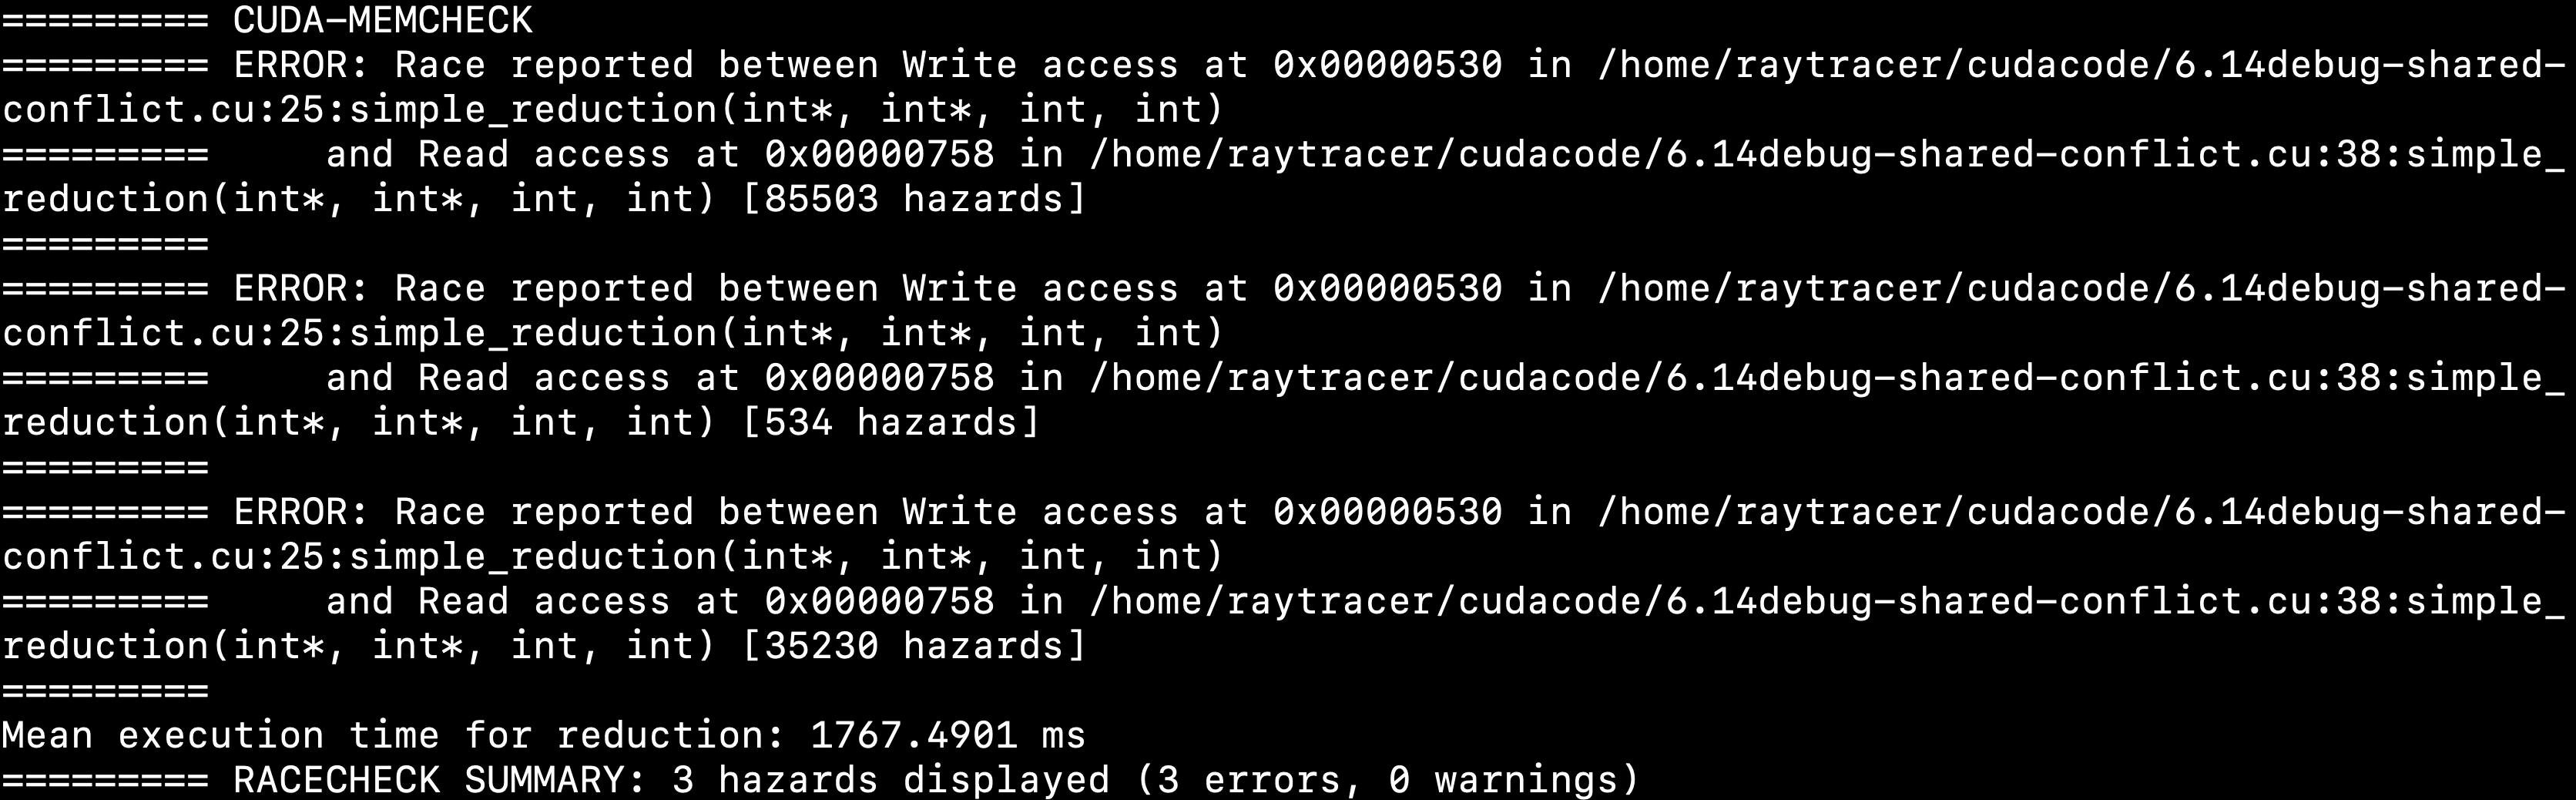 ========= CUDA-MEMCHECK
========= ERROR: Race reported between Write access at 0x00000530 in /home/raytracer/cudacode/6.14debug-shared-
conflict.cu:25:simple_reduction(int*, int*, int, int)
=========     and Read access at 0x00000758 in /home/raytracer/cudacode/6.14debug-shared-conflict.cu:38:simple_
reduction(int*, int*, int, int) [85503 hazards]
=========
========= ERROR: Race reported between Write access at 0x00000530 in /home/raytracer/cudacode/6.14debug-shared-
conflict.cu:25:simple_reduction(int*, int*, int, int)
=========     and Read access at 0x00000758 in /home/raytracer/cudacode/6.14debug-shared-conflict.cu:38:simple_
reduction(int*, int*, int, int) [534 hazards]
=========
========= ERROR: Race reported between Write access at 0x00000530 in /home/raytracer/cudacode/6.14debug-shared-
conflict.cu:25:simple_reduction(int*, int*, int, int)
=========     and Read access at 0x00000758 in /home/raytracer/cudacode/6.14debug-shared-conflict.cu:38:simple_
reduction(int*, int*, int, int) [35230 hazards]
=========
Mean execution time for reduction: 1767.4901 ms
========= RACECHECK SUMMARY: 3 hazards displayed (3 errors, 0 warnings)